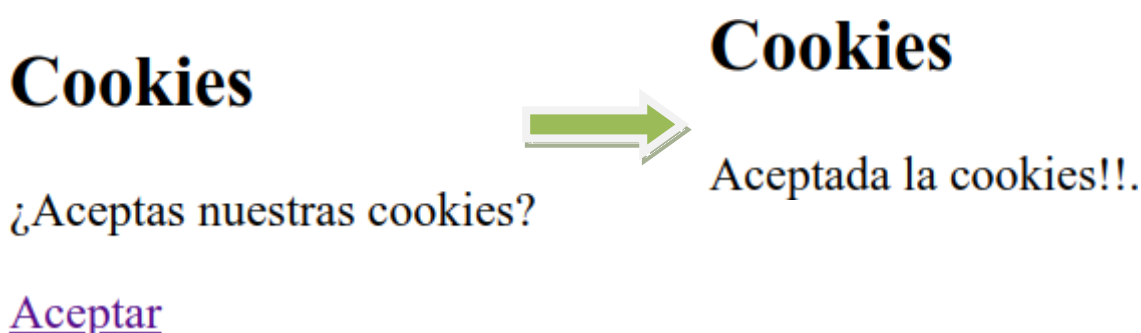 Cookies
¿Aceptas nuestras cookies?
Aceptar
Cookies
Aceptada la cookies!!.